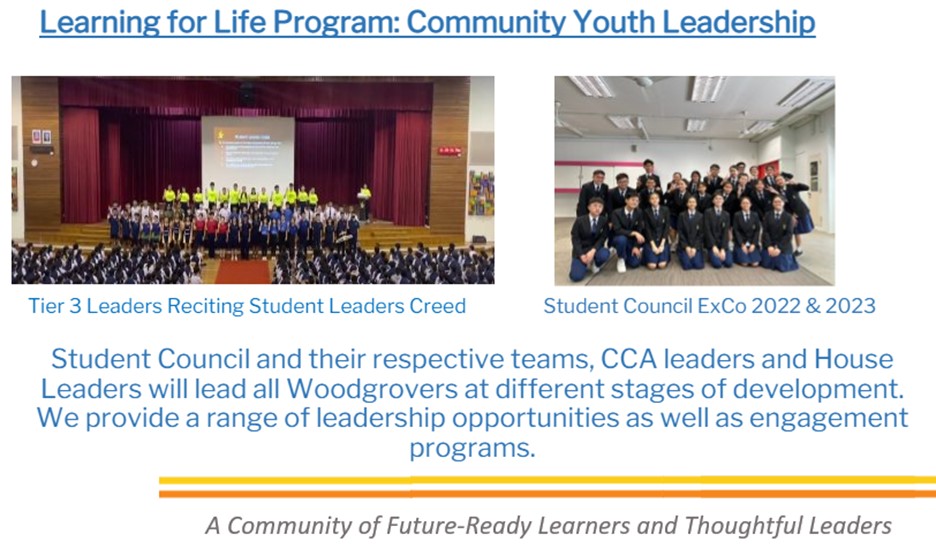 Learning for Life Program: Community Youth Leadership
Tier 3 Leaders Reciting Student Leaders Creed
Student Council ExCo 2022 & 2023
Student Council and their respective teams, CCA leaders and House
Leaders will lead all Woodgrovers at different stages of development.
We provide a range of leadership opportunities as well as engagement
programs.
A Community of Future-Ready Learners and Thoughtful Leaders